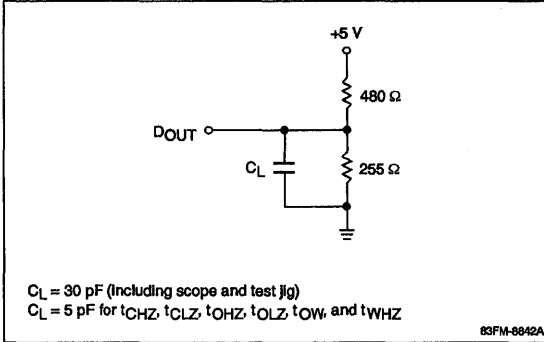 +5 V
480 Ω
DOUT
CL
255 Ω
CL = 30 pF (Including scope and test jig)
CL = 5 pF for tCHZ, tCLZ, tOHZ, tOLZ, tOW, and tWHZ
83FM-8842A